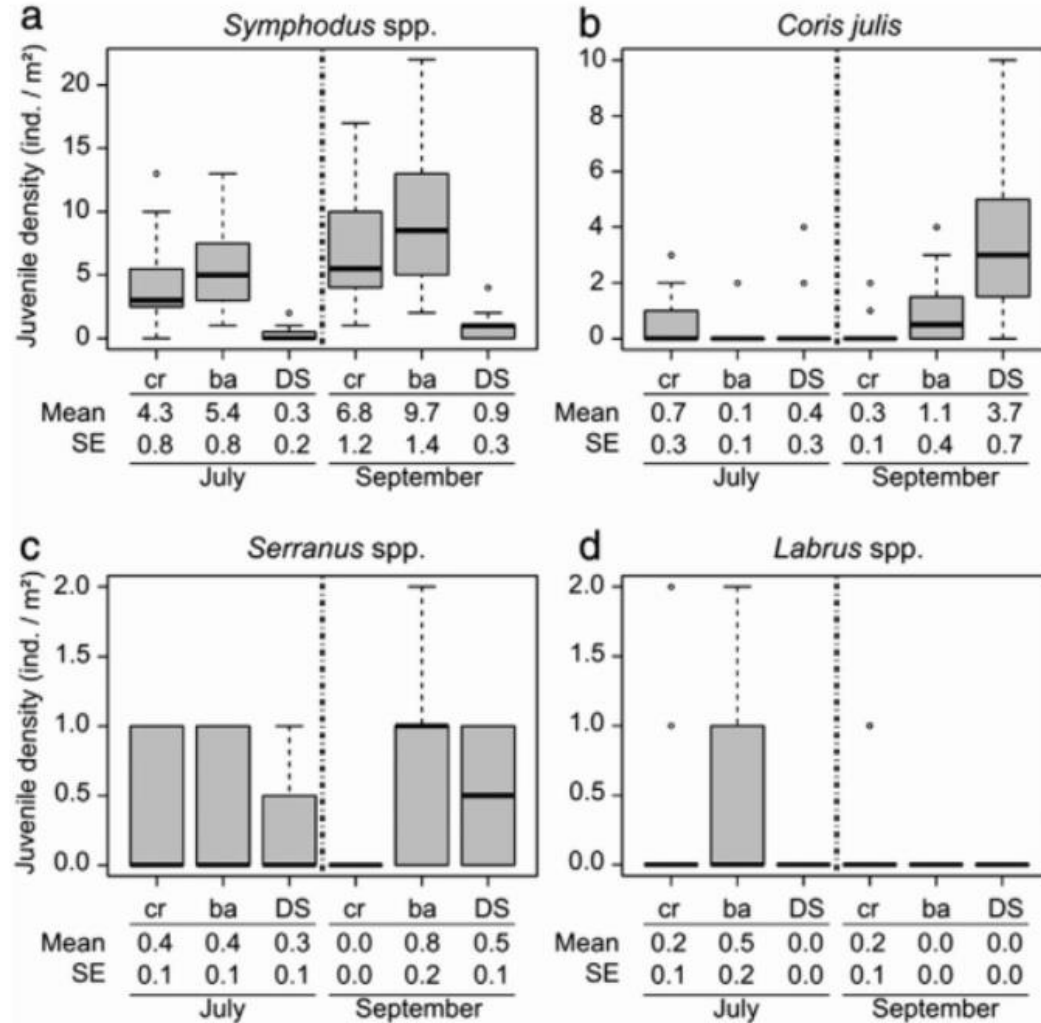 a Symphodus spp.
Juvenile density (ind. / m²)
20
15
10
5
0
cr ba DS cr ba DS
Mean 4.3 5.4 0.3 6.8 9.7 0.9
SE 0.8 0.8 0.2 1.2 1.4 0.3
July September
b Coris julis
10
8
6
4
2
0
cr ba DS cr ba DS
0.7 0.1 0.4 0.3 1.1 3.7
0.3 0.1 0.3 0.1 0.4 0.7
July September
c Serranus spp.
Juvenile density (ind. / m²)
2.0
1.5
1.0
0.5
0.0
cr ba DS cr ba DS
Mean 0.4 0.4 0.3 0.0 0.8 0.5
SE 0.1 0.1 0.1 0.0 0.2 0.1
July September
d Labrus spp.
2.0
1.5
1.0
0.5
0.0
cr ba DS cr ba DS
Mean 0.2 0.5 0.0 0.2 0.0 0.0
SE 0.1 0.2 0.0 0.1 0.0 0.0
July September